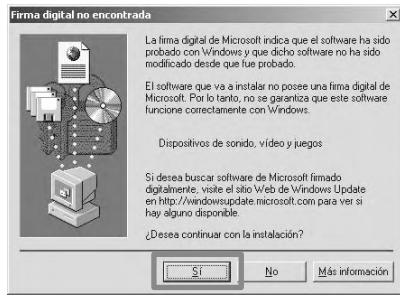 Firma digital no encontrada
La firma digital de Microsoft indica que el software ha sido
probado con Windows y que dicho software no ha sido
modificado desde que fue probado.
El software que va a instalar no posee una firma digital de
Microsoft. Por lo tanto, no se garantiza que este software
funcione correctamente con Windows.
Dispositivos de sonido, vídeo y juegos
Si desea buscar software de Microsoft firmado
digitalmente, visite el sitio Web de Windows Update
en http://windowsupdate.microsoft.com para ver si
hay alguno disponible.
¿Desea continuar con la instalación?
Sí No Más información